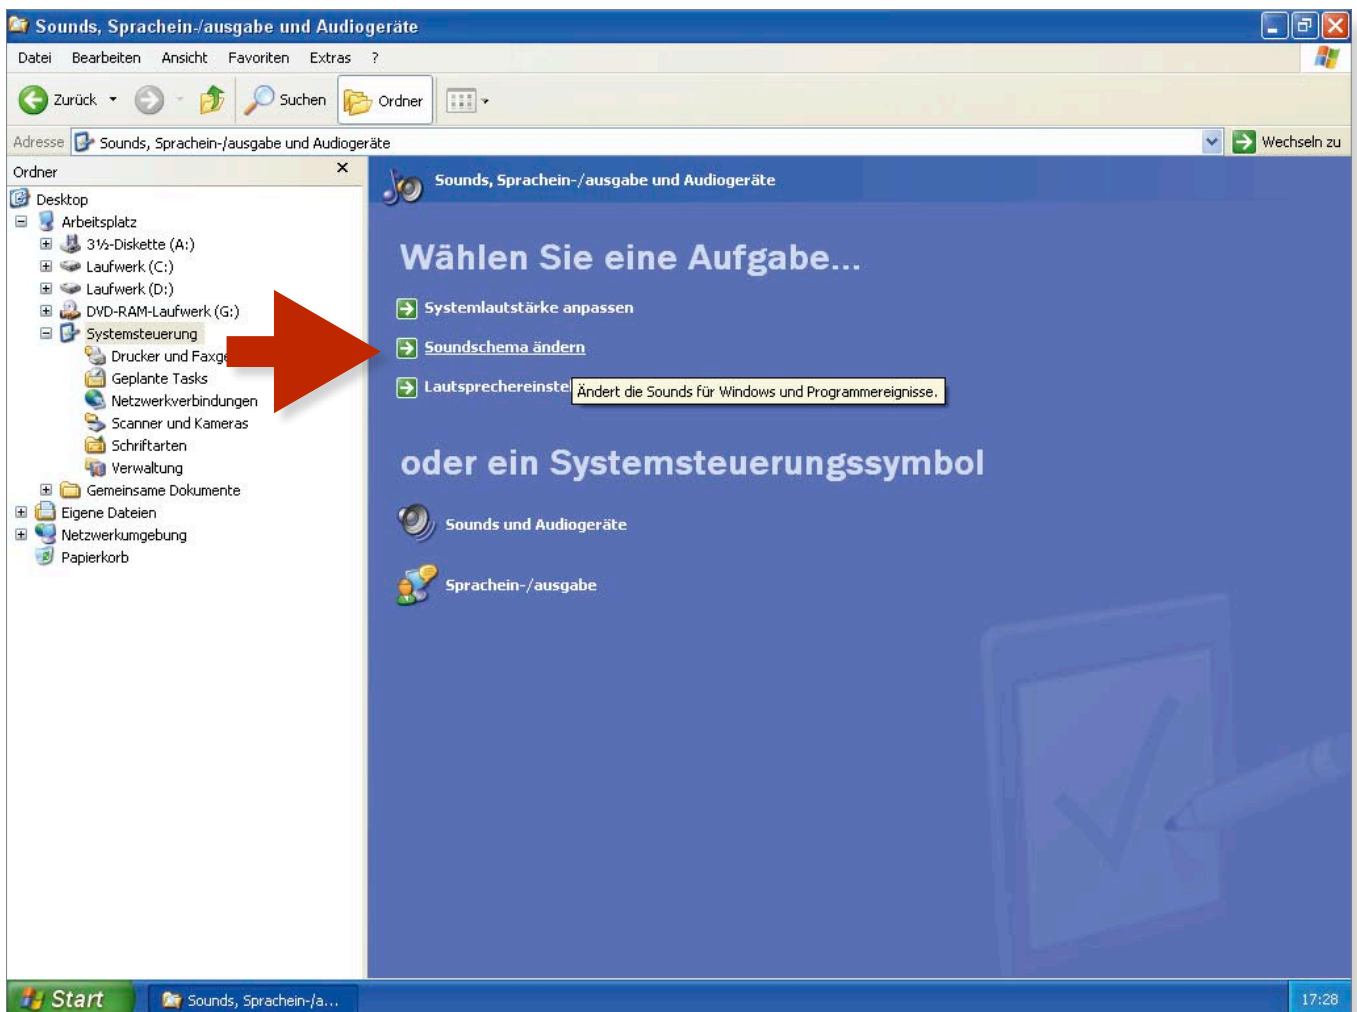 Sounds, Sprachein-/ausgabe und Audiogeräte
Datei Bearbeiten Ansicht Favoriten Extras ?
Zurück Suchen Ordner
Adresse Sounds, Sprachein-/ausgabe und Audiogeräte Wechseln zu
Ordner
Desktop
Arbeitsplatz
3½-Diskette (A:)
Laufwerk (C:)
Laufwerk (D:)
DVD-RAM-Laufwerk (G:)
Systemsteuerung
Drucker und
Geplante Tasks
Netzwerkverbindungen
Scanner und Kameras
Schriftarten
Verwaltung
Gemeinsame Dokumente
Eigene Dateien
Netzwerkumgebung
Papierkorb
Sounds, Sprachein-/ausgabe und Audiogeräte
Wählen Sie eine Aufgabe...
Systemlautstärke anpassen
Soundschema ändern
Ändert die Sounds für Windows und Programmereignisse.
oder ein Systemsteuerungssymbol
Sounds und Audiogeräte
Sprachein-/ausgabe
Start Sounds, Sprachein-/a... 17:28